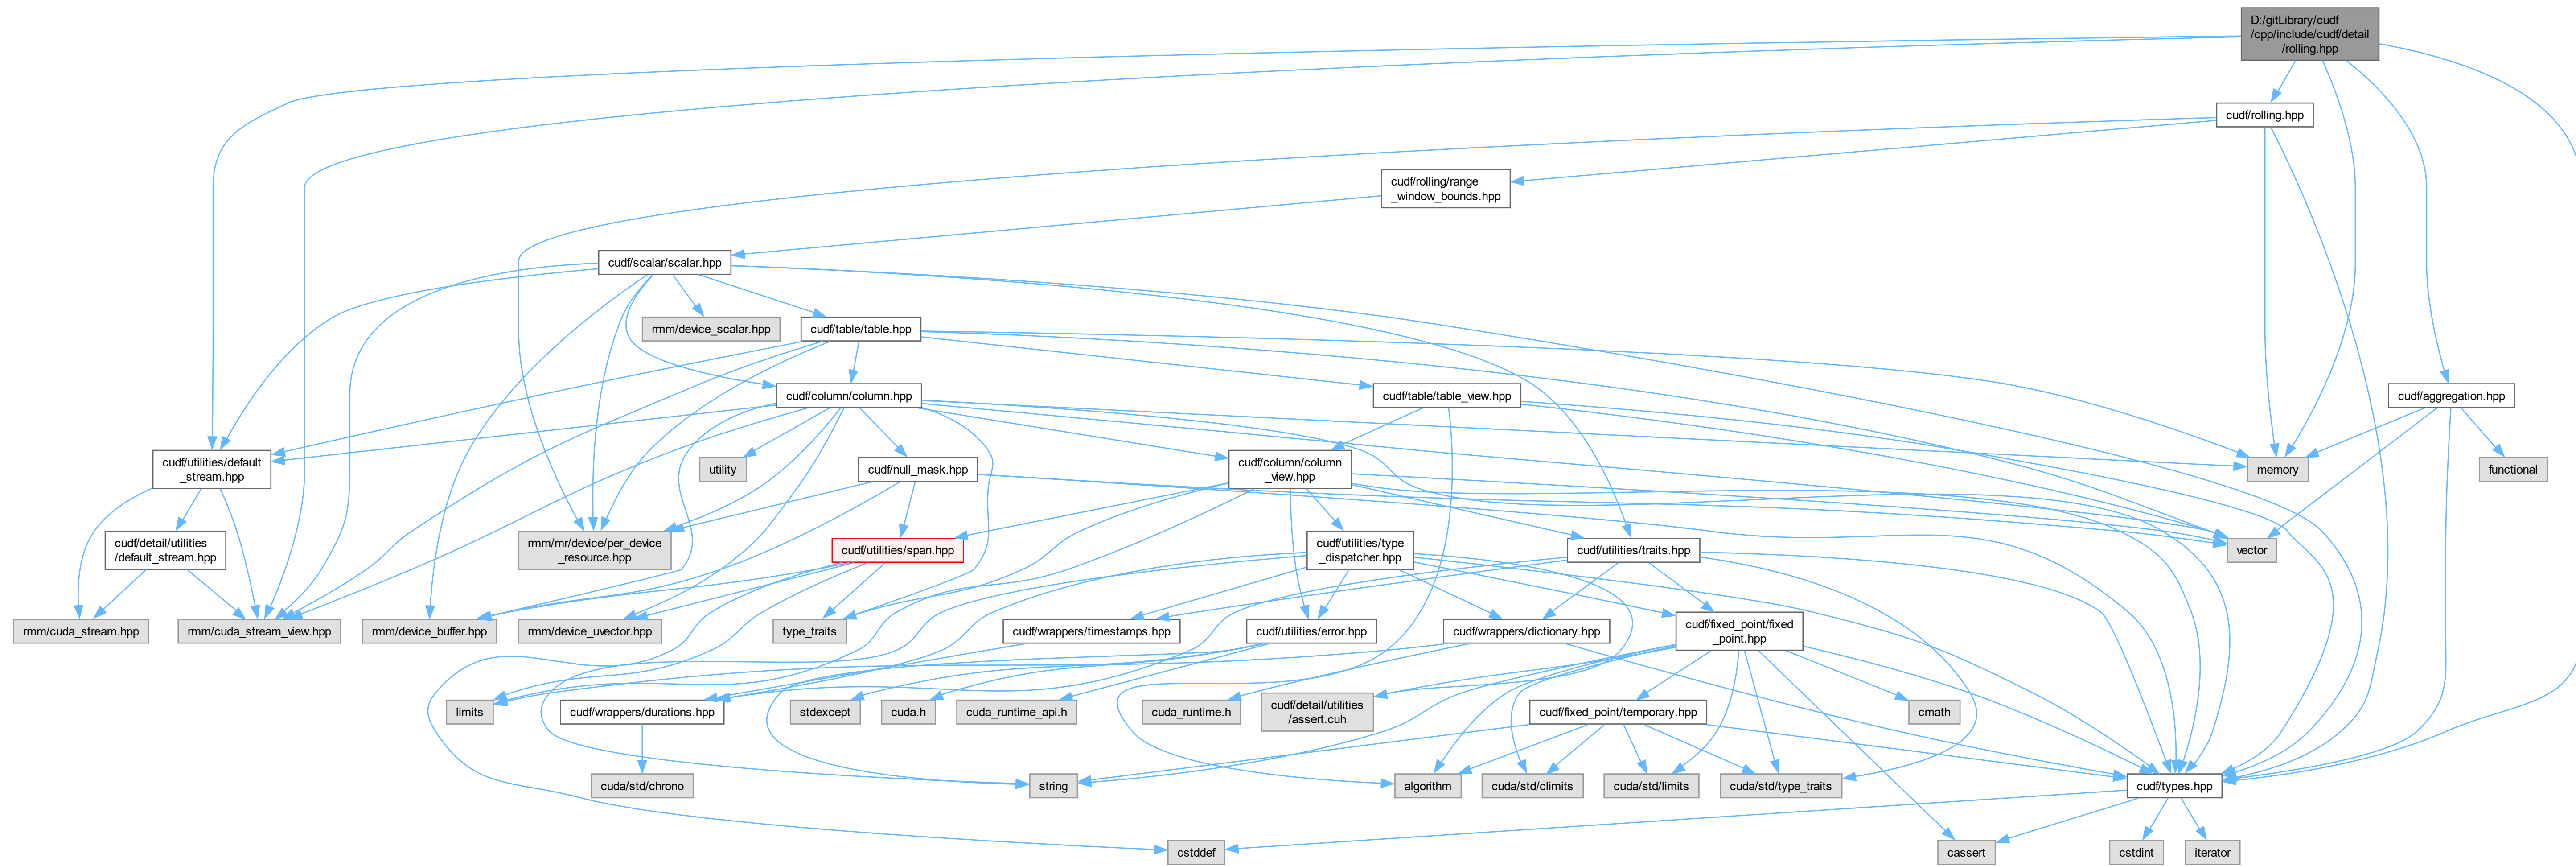 D:/gitLibrary/cudf
/cpp/include/cudf/detail
/rolling.hpp
cudf/rolling.hpp
cudf/rolling/range
_window_bounds.hpp
cudf/scalar/scalar.hpp
rmm/device_scalar.hpp
cudf/table/table.hpp
cudf/column/column.hpp
cudf/table/table_view.hpp
cudf/aggregation.hpp
cudf/utilities/default
_stream.hpp
utility
cudf/null_mask.hpp
cudf/column/column
_view.hpp
memory
functional
cudf/detail/utilities
/default_stream.hpp
rmm/mr/device/per_device
_resource.hpp
cudf/utilities/span.hpp
cudf/utilities/type
_dispatcher.hpp
cudf/utilities/traits.hpp
vector
rmm/cuda_stream.hpp
rmm/cuda_stream_view.hpp
rmm/device_buffer.hpp
rmm/device_uvector.hpp
type_traits
cudf/wrappers/timestamps.hpp
cudf/utilities/error.hpp
cudf/wrappers/dictionary.hpp
cudf/fixed_point/fixed
_point.hpp
limits
cudf/wrappers/durations.hpp
stdexcept
cuda.h
cuda_runtime_api.h
cuda_runtime.h
cudf/detail/utilities
/assert.cuh
cudf/fixed_point/temporary.hpp
cmath
cuda/std/chrono
string
algorithm
cuda/std/climits
cuda/std/limits
cuda/std/type_traits
cudf/types.hpp
cstddef
cassert
cstdint
iterator